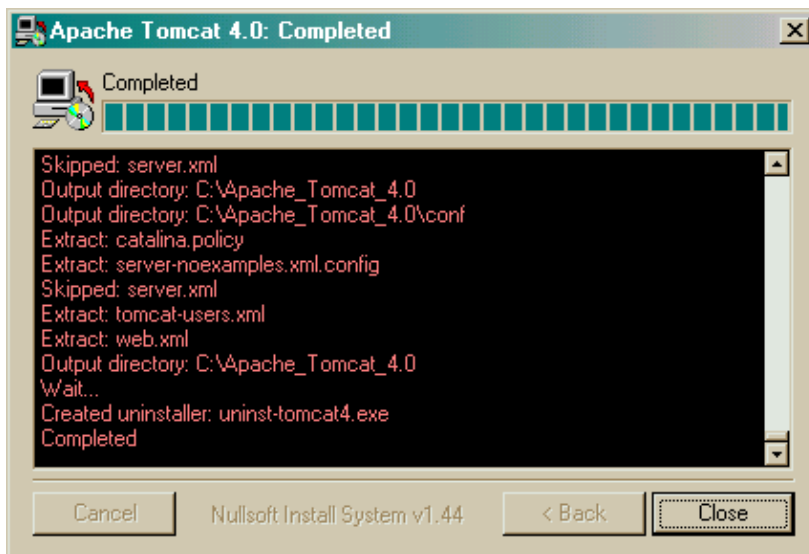 Apache Tomcat 4.0: Completed
Completed
Skipped: server.xml
Output directory: C:\Apache_Tomcat_4.0
Output directory: C:\Apache_Tomcat_4.0\conf
Extract: catalina.policy
Extract: server-noexamples.xml.config
Skipped: server.xml
Extract: tomcat-users.xml
Extract: web.xml
Output directory: C:\Apache_Tomcat_4.0
Wait...
Created uninstaller: uninst-tomcat4.exe
Completed
Cancel Nullsoft Install System v1.44 < Back Close